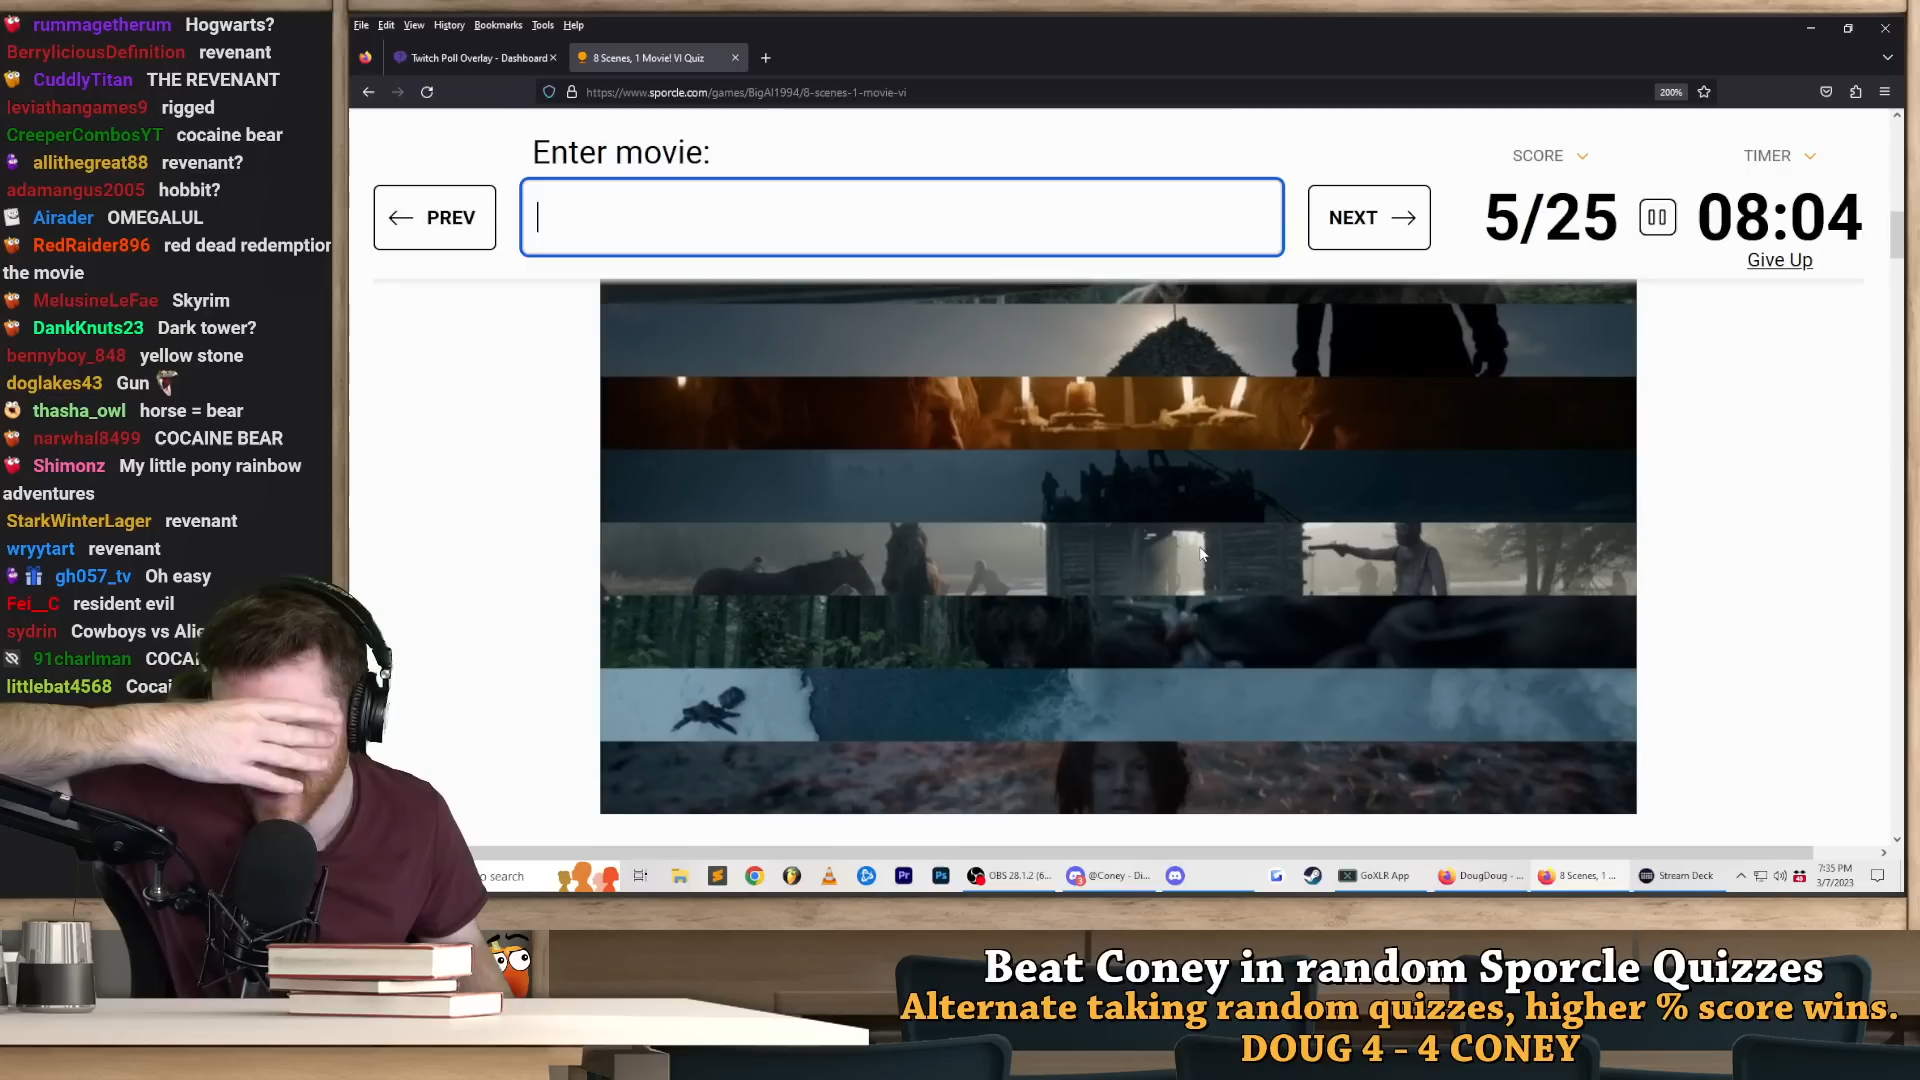 rummagetherum Hogwarts?
BerryliciousDefinition revenant
CuddlyTitan THE REVENANT
leviathangames9 rigged
CreeperCombosYT cocaine bear
allithegreat88 revenant?
adamangus2005 hobbit?
Airader OMEGALUL
RedRaider896 red dead redemption
the movie
MelusineLeFae Skyrim
DankKnuts23 Dark tower?
bennyboy_848 yellow stone
doglakes43 Gun
thasha_owl horse = bear
narwhal8499 COCAINE BEAR
Shimonz My little pony rainbow
adventures
StarkWinterLager revenant
wryytart revenant
gh057_tv Oh easy
Fei__C resident evil
sydrin Cowboys vs Alie
91charlman COCA
littlebat4568 Cocai
File Edit View History Bookmarks Tools Help
Twitch Poll Overlay - Dashboard
8 Scenes, 1 Movie! VI Quiz
https://www.sporcle.com/games/BigAl1994/8-scenes-1-movie-vi
200%
Enter movie:
SCORE
TIMER
PREV
NEXT
5/25
08:04
Give Up
o search
Pr
Ps
OBS 28.1.2 (6...
@Coney - Di...
GoXLR App
DougDoug - ...
8 Scenes, 1 ...
Stream Deck
7:35 PM
3/7/2023
Beat Coney in random Sporcle Quizzes
Alternate taking random quizzes, higher % score wins.
DOUG 4 - 4 CONEY